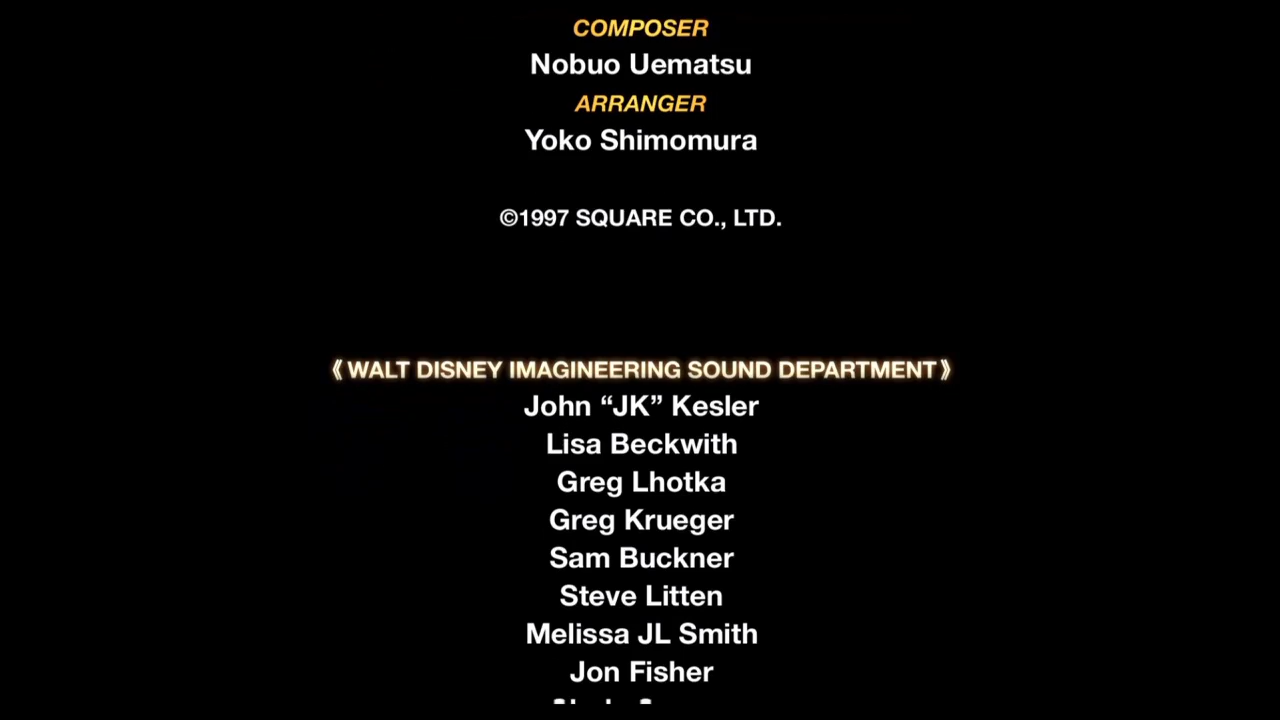 COMPOSER
Nobuo Uematsu
ARRANGER
Yoko Shimomura
©1997 SQUARE CO., LTD.
《WALT DISNEY IMAGINEERING SOUND DEPARTMENT》
John “JK” Kesler
Lisa Beckwith
Greg Lhotka
Greg Krueger
Sam Buckner
Steve Litten
Melissa JL Smith
Jon Fisher